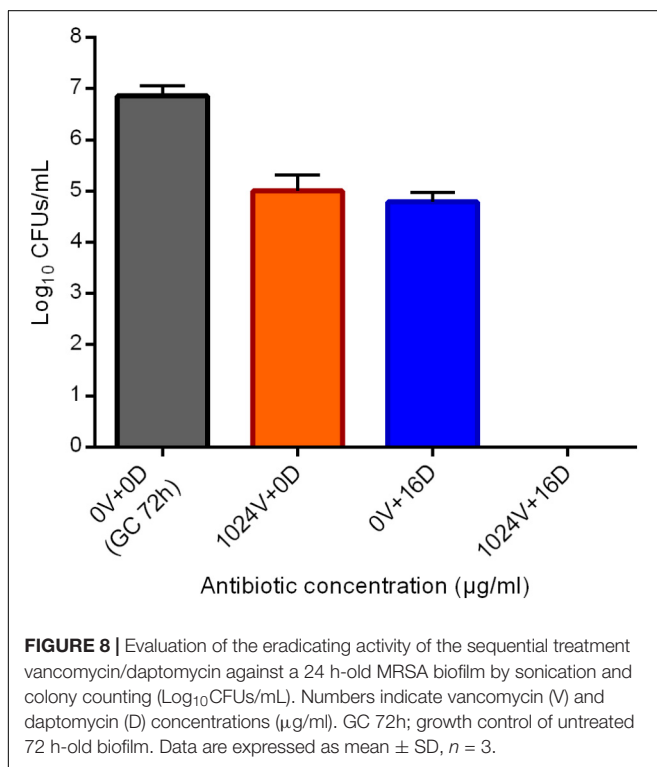 8
7
6
5
4
3
2
1
0
Log10 CFUs/mL
0V+0D
(GC 72h)
1024V+0D
0V+16D
1024V+16D
Antibiotic concentration (µg/ml)
FIGURE 8 | Evaluation of the eradicating activity of the sequential treatment
vancomycin/daptomycin against a 24 h-old MRSA biofilm by sonication and
colony counting (Log10CFUs/mL). Numbers indicate vancomycin (V) and
daptomycin (D) concentrations (µg/ml). GC 72h; growth control of untreated
72 h-old biofilm. Data are expressed as mean ± SD, n = 3.